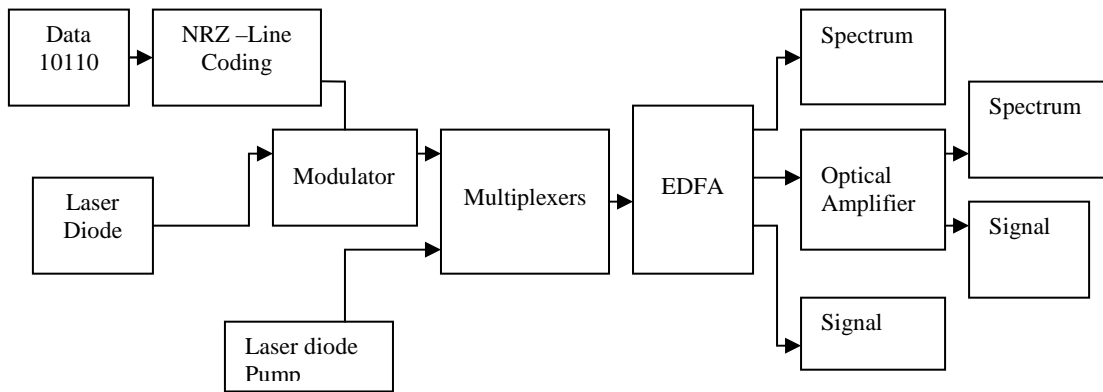 Data
10110
NRZ –Line
Coding
Spectrum
Spectrum
Modulator
Multiplexers
EDFA
Optical
Amplifier
Laser
Diode
Signal
Signal
Laser diode
Pump